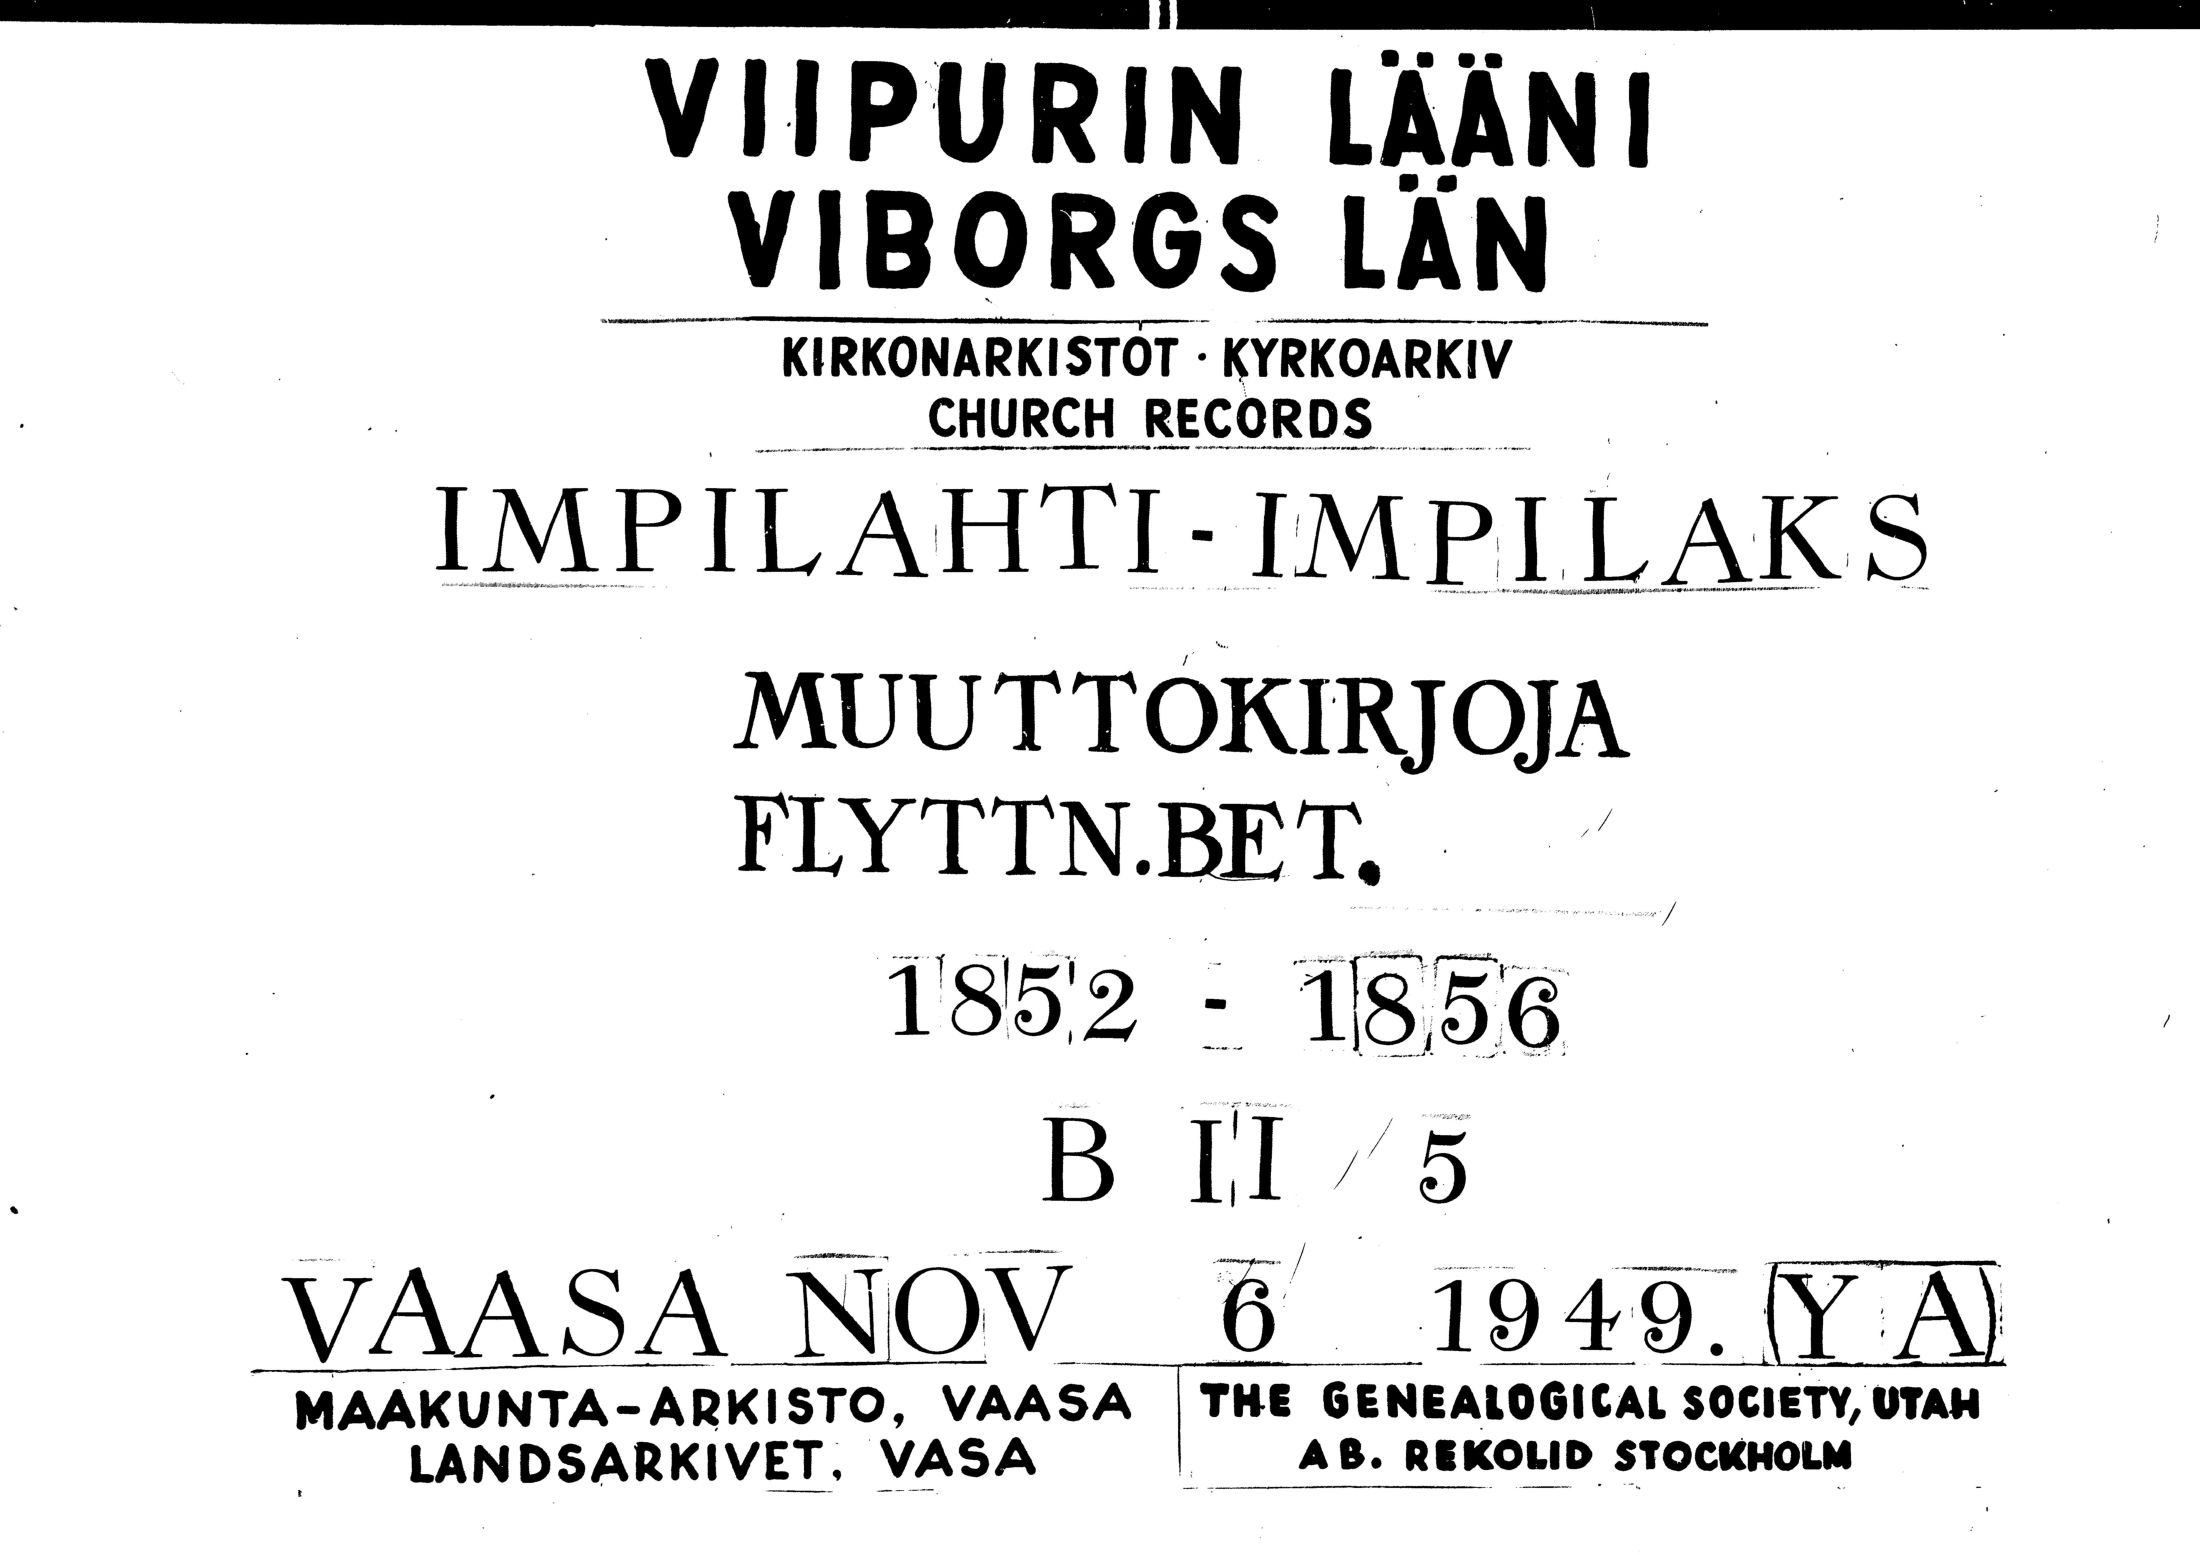 VIIPURIN LÄÄNI
VIBORGS LÄN
KIRKONARKISTOT · KYRKOARKIV
CHURCH RECORDS
IMPILAHTI - IMPILAKS
MUUTTOKIRJOJA
FLYTTN.BET.
1852 - 1856
B II / 5
VAASA NOV 6 1949. (YA)
MAAKUNTA-ARKISTO, VAASA
LANDSARKIVET, VASA
THE GENEALOGICAL SOCIETY, UTAH
AB. REKOLID STOCKHOLM